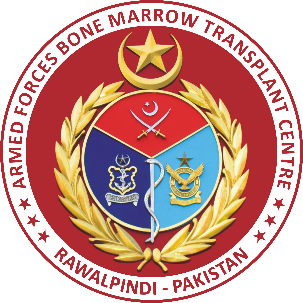 ARMED FORCES BONE MARROW TRANSPLANT CENTRE
RAWALPINDI - PAKISTAN